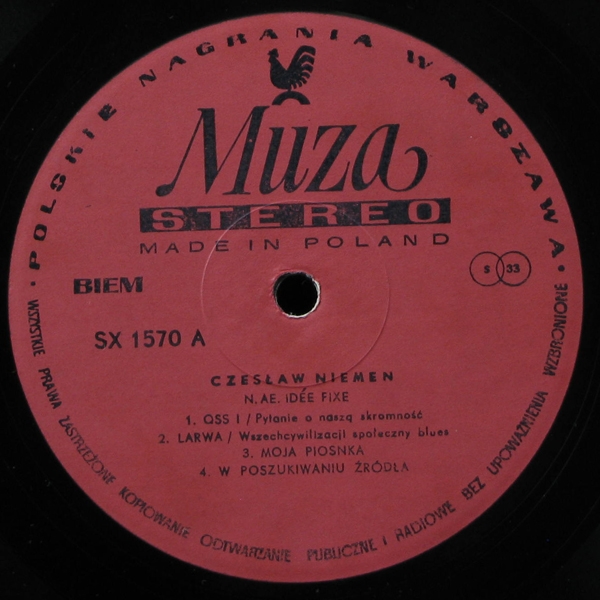 • POLSKIE NAGRANIA WARSZAWA •
Muza
STEREO
MADE IN POLAND
BIEM
S 33
SX 1570 A
CZESŁAW NIEMEN
N. AE. IDÉE FIXE
1. QSS I / Pytanie o naszą skromność
2. LARWA / Wszechcywilizacji społeczny blues
3. MOJA PIOSNKA
4. W POSZUKIWANIU ŹRÓDŁA
WSZYSTKIE PRAWA ZASTRZEŻONE KOPIOWANIE ODTWARZANIE PUBLICZNE I RADIOWE BEZ UPOWAŻNIENIA WZBRONIONE